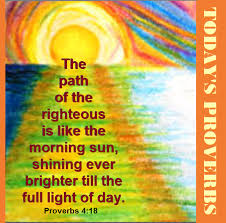 The
path
of the
righteous
is like the
morning sun,
shining ever
brighter till the
full light of day.
Proverbs 4:18
TODAY'S PROVERBS